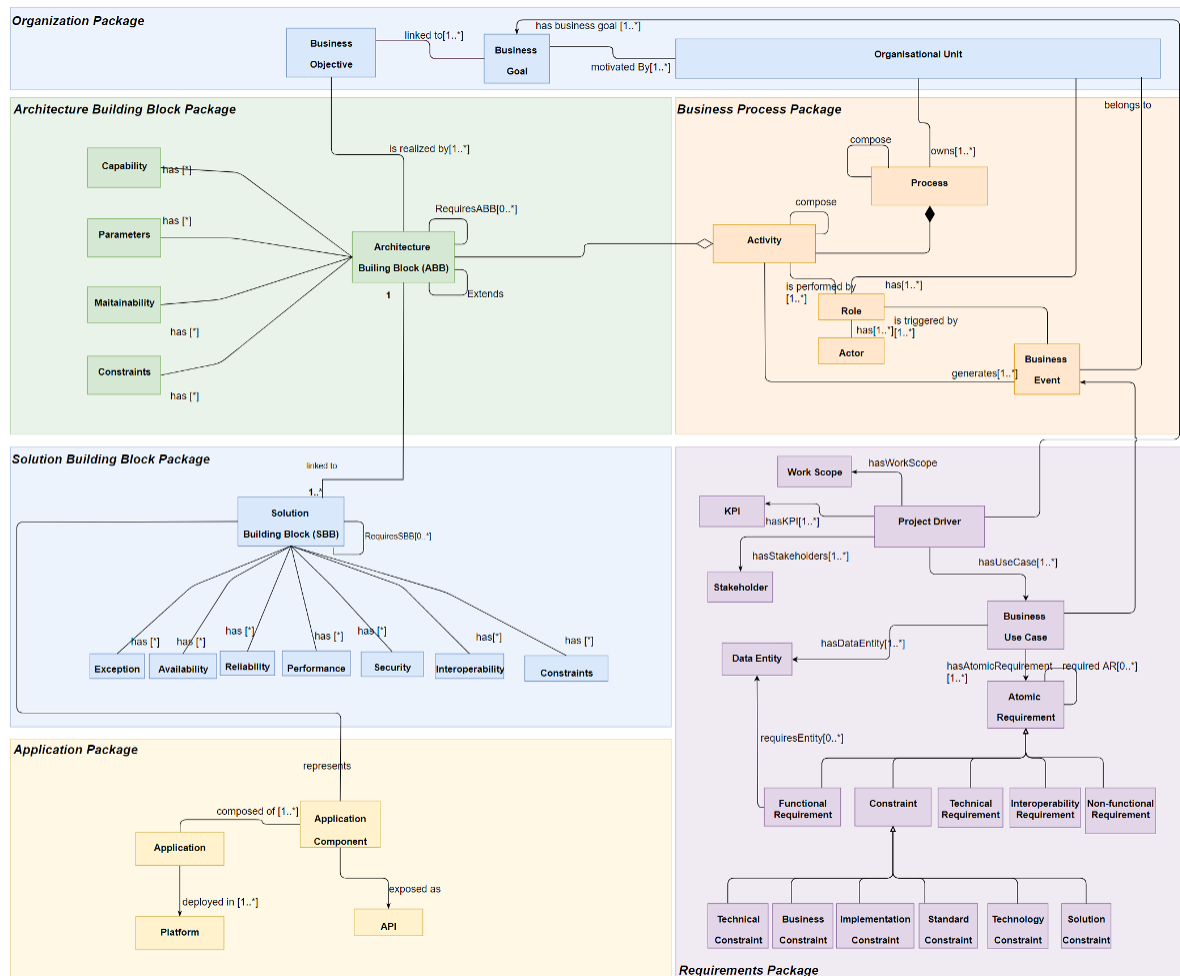 Organization Package
has business goal [1..*]
Business
Objective
linked to[1..*]
Business
Goal
motivated By[1..*]
Organisational Unit
Architecture Building Block Package
Business Process Package
belongs to
is realized by[1..*]
compose
owns[1..*]
Capability
has [*]
Process
RequiresABB[0..*]
compose
Parameters
has [*]
Architecture
Builing Block (ABB)
Activity
Extends
1
is performed by
[1..*]
has[1..*]
Maitainability
has [*]
Role
is triggered by
[1..*]
has[1..*]
Actor
Business
Event
generates[1..*]
Constraints
has [*]
Solution Building Block Package
linked to
1..*
Solution
Building Block (SBB)
RequiresSBB[0..*]
has [*]
has [*]
has [*]
has [*]
has [*]
has[*]
has [*]
Exception
Availability
Reliability
Performance
Security
Interoperability
Constraints
Work Scope
hasWorkScope
KPI
hasKPI[1..*]
Project Driver
hasStakeholders[1..*]
Stakeholder
hasUseCase[1..*]
Business
Use Case
hasDataEntity[1..*]
Data Entity
hasAtomicRequirement
[1..*]
required AR[0..*]
Atomic
Requirement
requiresEntity[0..*]
Functional
Requirement
Constraint
Technical
Requirement
Interoperability
Requirement
Non-functional
Requirement
Technical
Constraint
Business
Constraint
Implementation
Constraint
Standard
Constraint
Technology
Constraint
Solution
Constraint
Requirements Package
Application Package
represents
composed of [1..*]
Application
Component
Application
deployed in [1..*]
exposed as
Platform
API